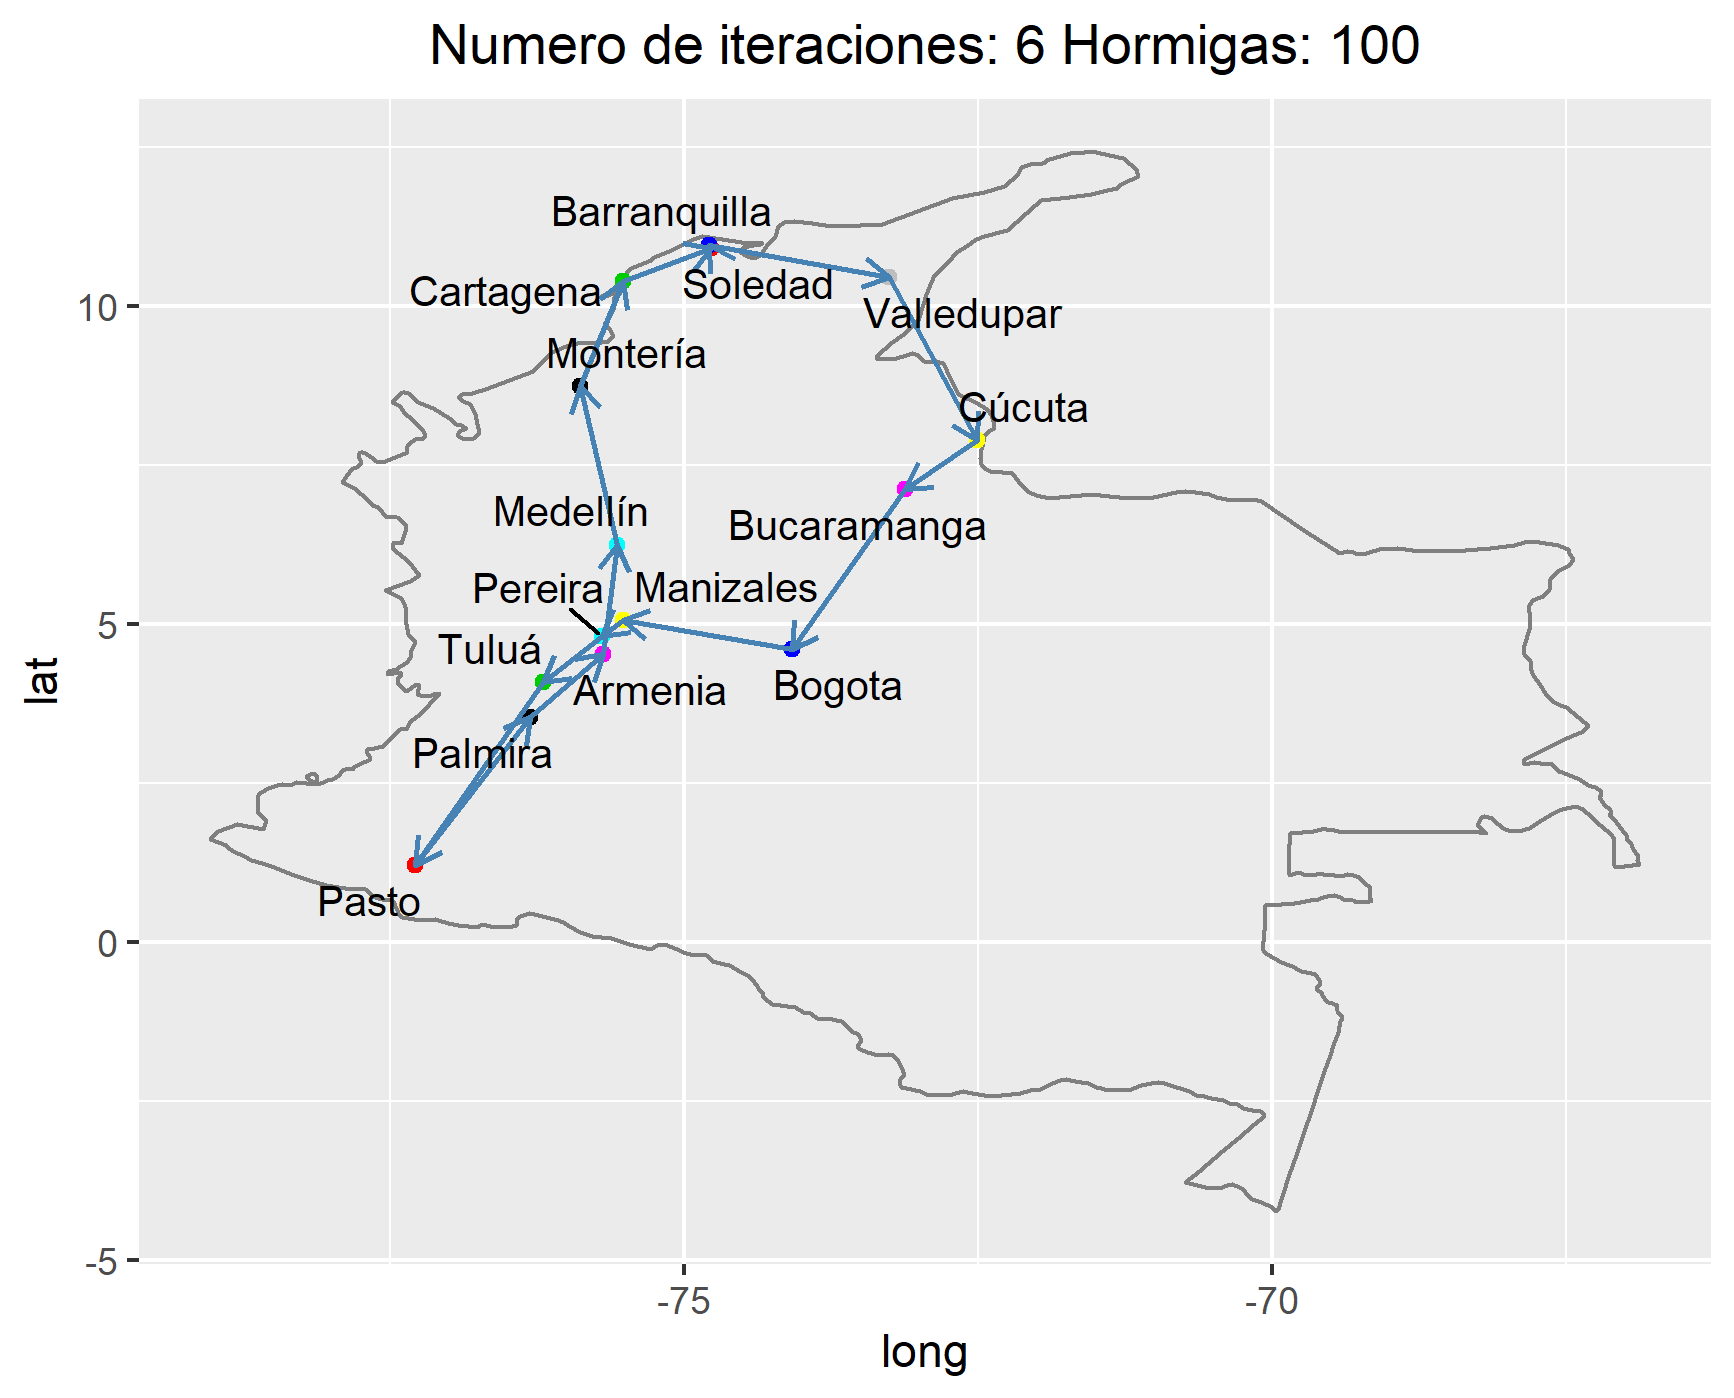 Numero de iteraciones: 6 Hormigas: 100
Barranquilla
Cartagena
Soledad
Valledupar
Montería
Cúcuta
Medellín
Bucaramanga
Pereira
Manizales
Tuluá
Armenia
Bogota
Palmira
Pasto
10
5
0
-5
lat
-75
-70
long